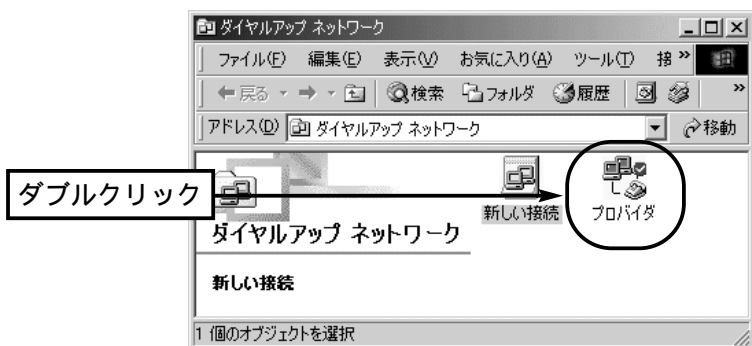 ダイヤルアップ ネットワーク
ファイル(F) 編集(E) 表示(V) お気に入り(A) ツール(T) 接 »
戻る 検索 フォルダ 履歴 »
アドレス(D) ダイヤルアップ ネットワーク 移動
ダブルクリック
新しい接続 プロバイダ
ダイヤルアップ ネットワーク
新しい接続
1 個のオブジェクトを選択